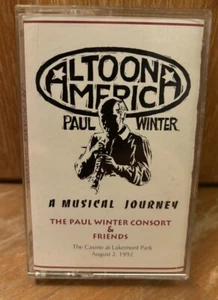 ALTOONA
AMERICA
PAUL WINTER
A MUSICAL JOURNEY
THE PAUL WINTER CONSORT
&
FRIENDS
The Casino at Lakemont Park
August 2, 1992